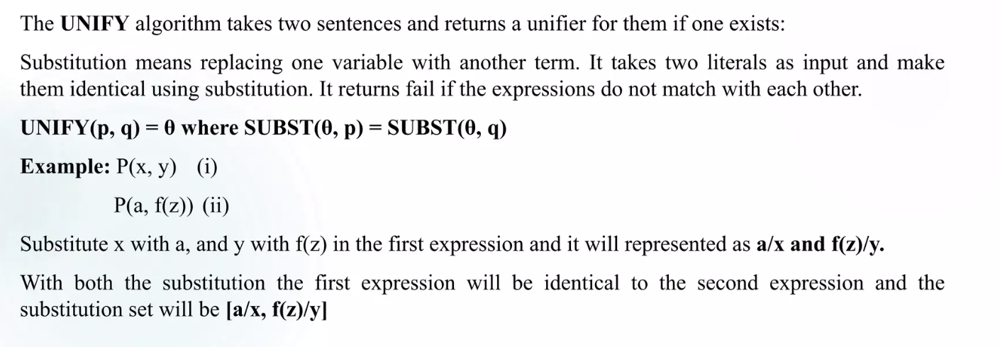 The UNIFY algorithm takes two sentences and returns a unifier for them if one exists:
Substitution means replacing one variable with another term. It takes two literals as input and make
them identical using substitution. It returns fail if the expressions do not match with each other.
UNIFY(p, q) = θ where SUBST(θ, p) = SUBST(θ, q)
Example: P(x, y) (i)
P(a, f(z)) (ii)
Substitute x with a, and y with f(z) in the first expression and it will represented as a/x and f(z)/y.
With both the substitution the first expression will be identical to the second expression and the
substitution set will be [a/x, f(z)/y]